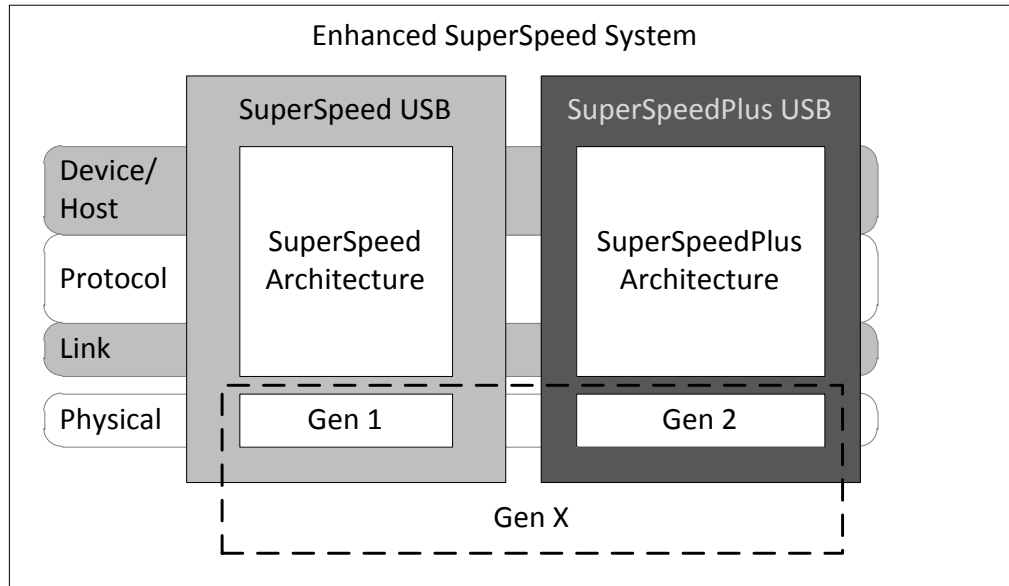 Enhanced SuperSpeed System
SuperSpeed USB
SuperSpeedPlus USB
Device/
Host
Protocol
Link
Physical
SuperSpeed
Architecture
SuperSpeedPlus
Architecture
Gen 1
Gen 2
Gen X